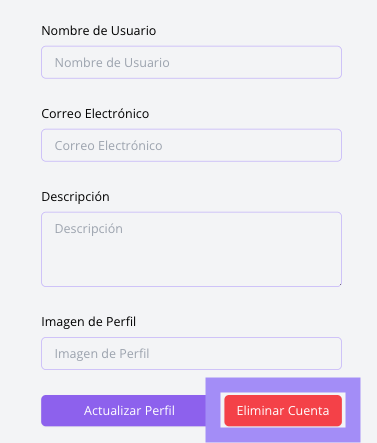 Nombre de Usuario
Nombre de Usuario
Correo Electrónico
Correo Electrónico
Descripción
Descripción
Imagen de Perfil
Imagen de Perfil
Actualizar Perfil
Eliminar Cuenta